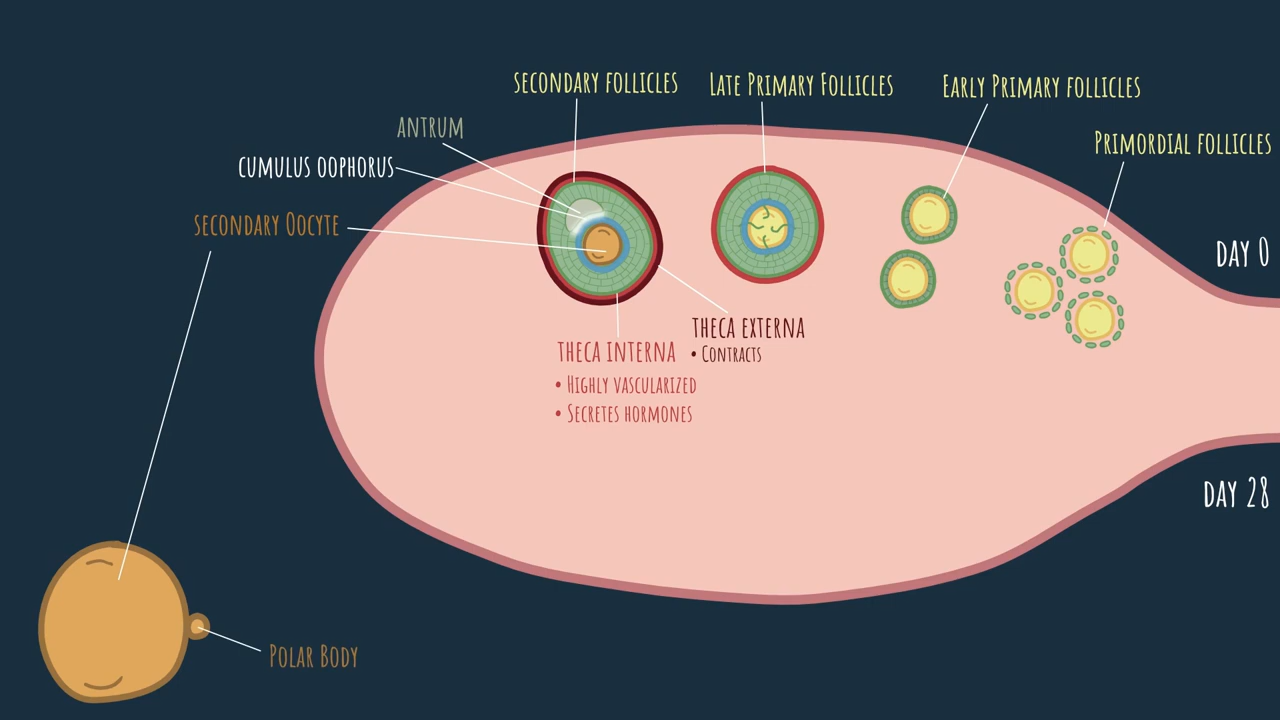 SECONDARY FOLLICLES
LATE PRIMARY FOLLICLES
EARLY PRIMARY FOLLICLES
ANTRUM
PRIMORDIAL FOLLICLES
CUMULUS OOPHORUS
SECONDARY OOCYTE
DAY 0
THECA EXTERNA
• CONTRACTS
THECA INTERNA
• HIGHLY VASCULARIZED
• SECRETES HORMONES
DAY 28
POLAR BODY